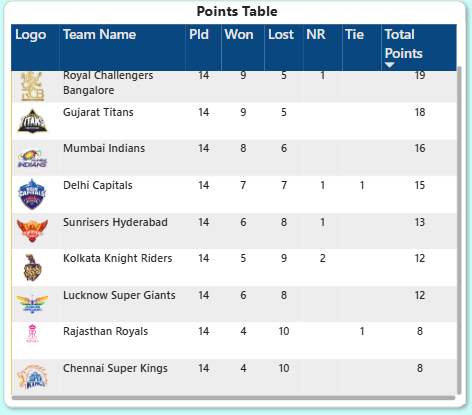 Points Table
Logo Team Name Pld Won Lost NR Tie Total Points
Royal Challengers Bangalore 14 9 5 1 19
Gujarat Titans 14 9 5 18
Mumbai Indians 14 8 6 16
Delhi Capitals 14 7 7 1 1 15
Sunrisers Hyderabad 14 6 8 1 13
Kolkata Knight Riders 14 5 9 2 12
Lucknow Super Giants 14 6 8 12
Rajasthan Royals 14 4 10 1 8
Chennai Super Kings 14 4 10 8